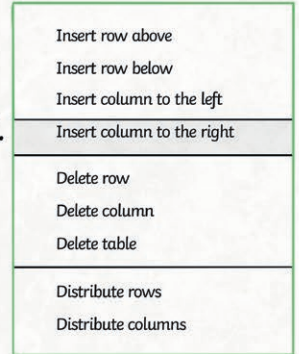 Insert row above
Insert row below
Insert column to the left
Insert column to the right
Delete row
Delete column
Delete table
Distribute rows
Distribute columns